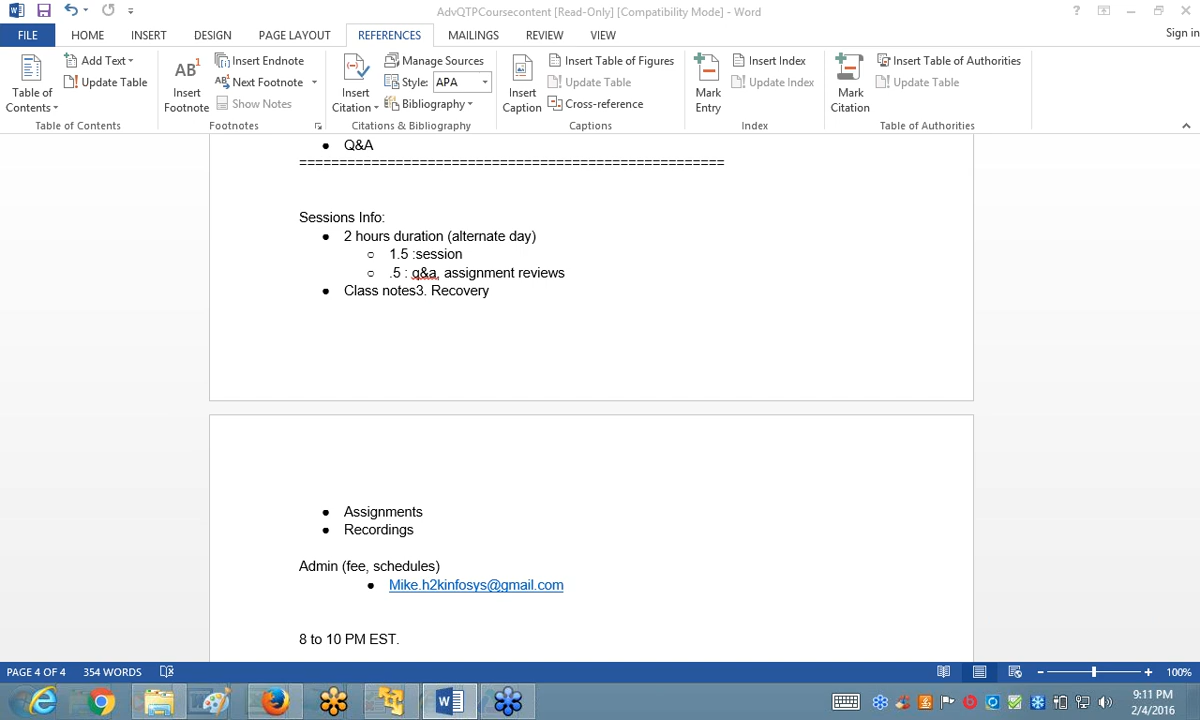 AdvQTPCoursecontent [Read-Only] [Compatibility Mode] - Word
FILE HOME INSERT DESIGN PAGE LAYOUT REFERENCES MAILINGS REVIEW VIEW Sign in
Table of Contents
Add Text
Update Table
Table of Contents
AB1 Insert Footnote
Insert Endnote
AB1 Next Footnote
Show Notes
Footnotes
Insert Citation
Manage Sources
Style: APA
Bibliography
Citations & Bibliography
Insert Caption
Insert Table of Figures
Update Table
Cross-reference
Captions
Mark Entry
Insert Index
Update Index
Index
Mark Citation
Insert Table of Authorities
Update Table
Table of Authorities
• Q&A
=====================================================
Sessions Info:
• 2 hours duration (alternate day)
o 1.5 :session
o .5 : q&a, assignment reviews
• Class notes3. Recovery
• Assignments
• Recordings
Admin (fee, schedules)
• Mike.h2kinfosys@gmail.com
8 to 10 PM EST.
PAGE 4 OF 4 354 WORDS 100%
9:11 PM
2/4/2016